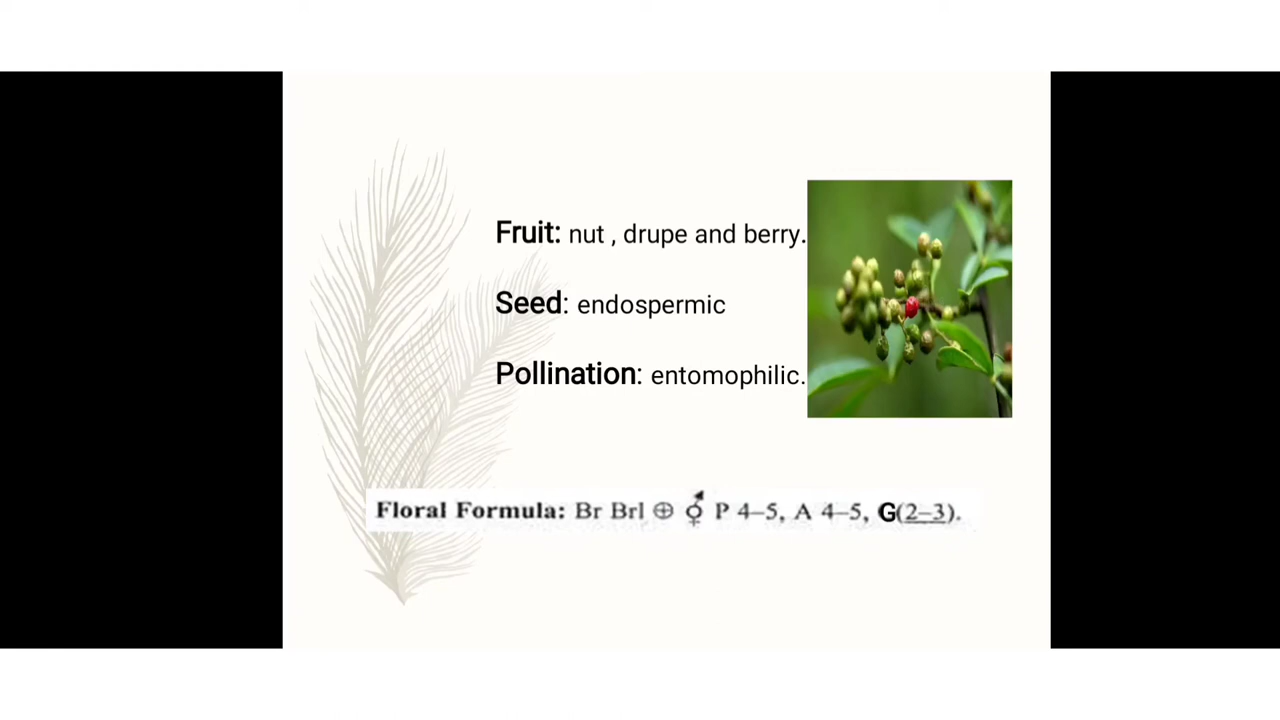 Fruit: nut , drupe and berry.
Seed: endospermic
Pollination: entomophilic.
Floral Formula: Br Brl ⊕ ⚥ P 4–5, A 4–5, G(2–3).